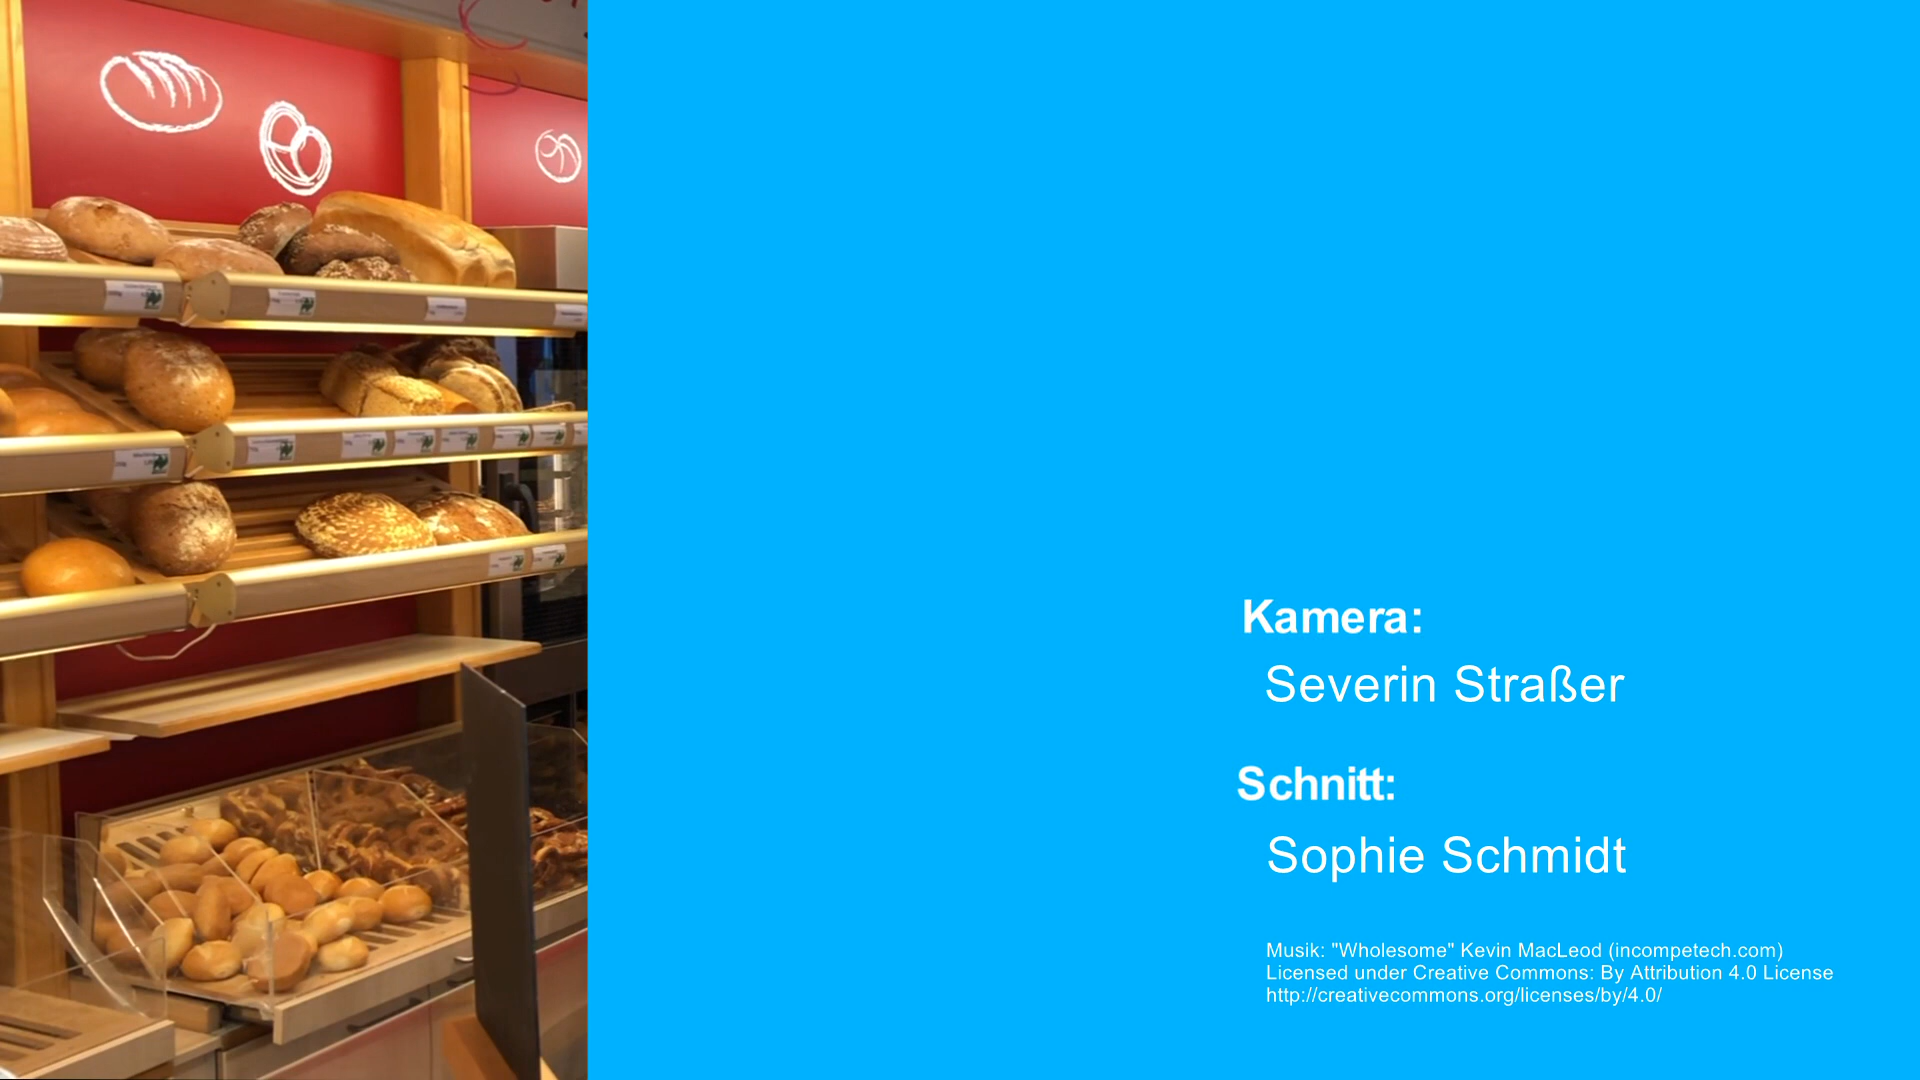 Kamera:
Severin Straßer
Schnitt:
Sophie Schmidt
Musik: "Wholesome" Kevin MacLeod (incompetech.com)
Licensed under Creative Commons: By Attribution 4.0 License
http://creativecommons.org/licenses/by/4.0/